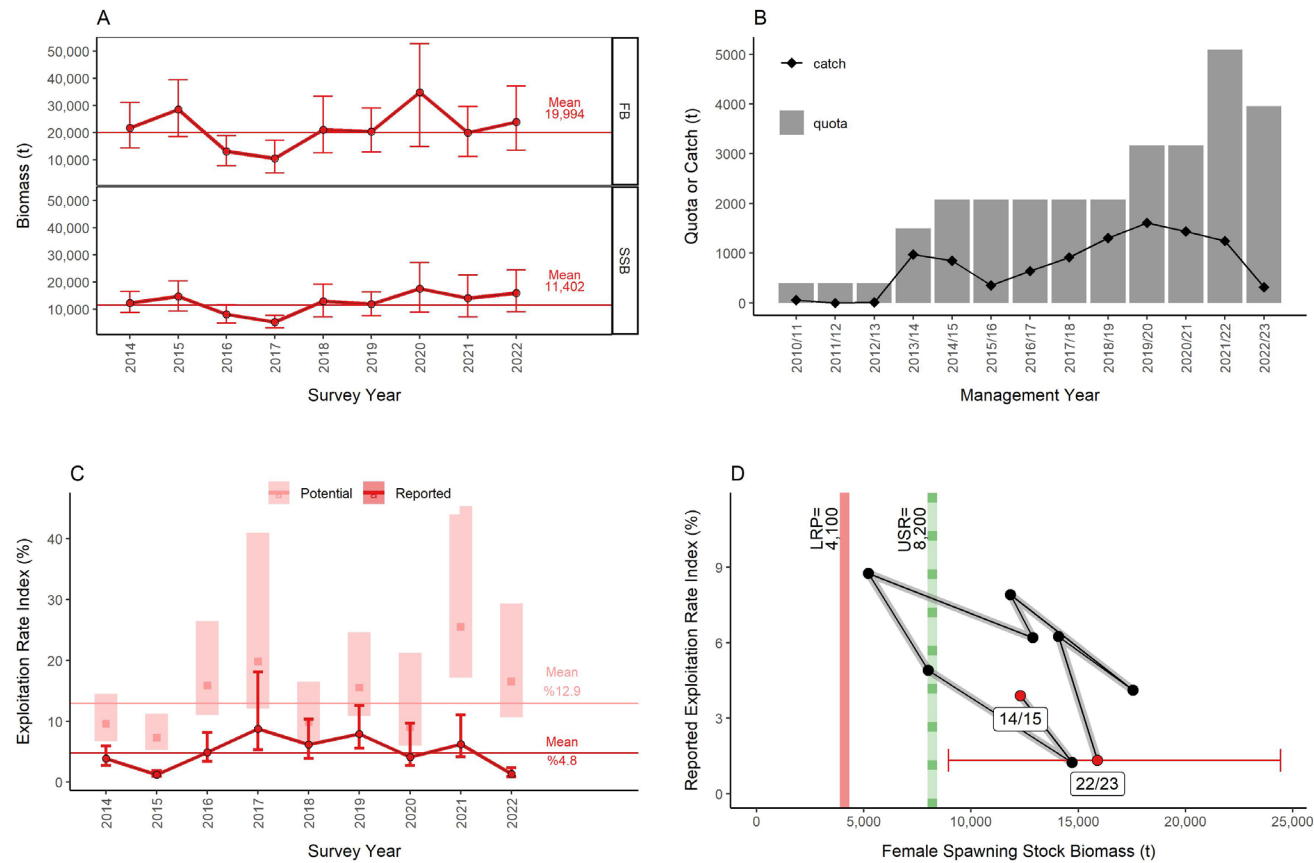 A
Biomass (t)
50,000
40,000
30,000
20,000
10,000
Mean
19,994
FB
50,000
40,000
30,000
20,000
10,000
Mean
11,402
SSB
2014
2015
2016
2017
2018
2019
2020
2021
2022
Survey Year
B
Quota or Catch (t)
5000
4000
3000
2000
1000
0
catch
quota
2010/11
2011/12
2012/13
2013/14
2014/15
2015/16
2016/17
2017/18
2018/19
2019/20
2020/21
2021/22
2022/23
Management Year
C
Potential
Reported
Exploitation Rate Index (%)
40
30
20
10
0
Mean
%12.9
Mean
%4.8
2014
2015
2016
2017
2018
2019
2020
2021
2022
Survey Year
D
Reported Exploitation Rate Index (%)
9
6
3
0
LRP=
4,100
USR=
8,200
14/15
22/23
0
5,000
10,000
15,000
20,000
25,000
Female Spawning Stock Biomass (t)